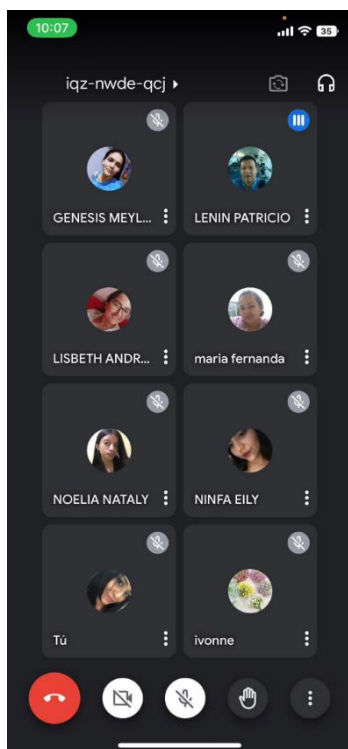 10:07
35
iqz-nwde-qcj
GENESIS MEYL...
LENIN PATRICIO
LISBETH ANDR...
maria fernanda
NOELIA NATALY
NINFA EILY
Tú
ivonne